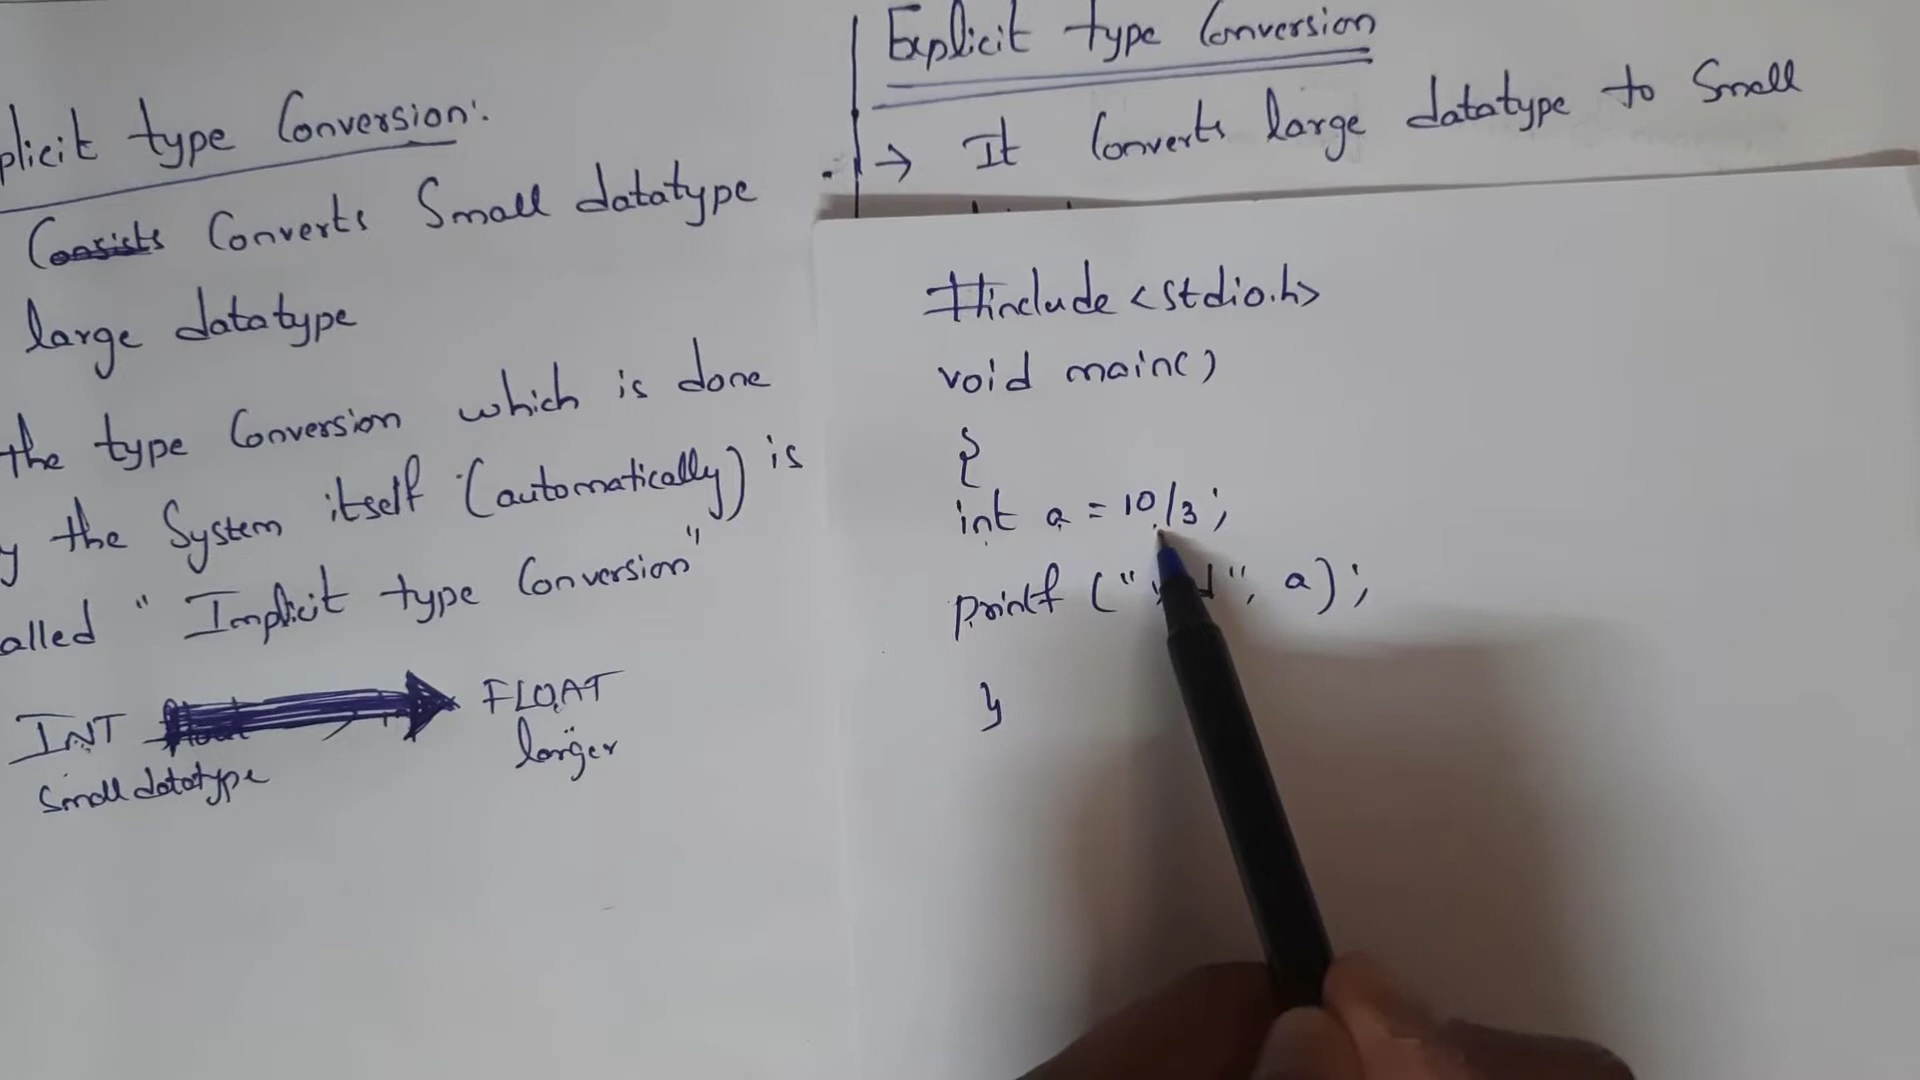 plicit type Conversion:
Converts Small datatype
large datatype
the type Conversion which is done
y the System itself (automatically) is
alled "Implicit type Conversion"
INT FLOAT
Small datatype larger
Explicit type Conversion
→ It Converts large datatype to Small
#include <stdio.h>
void main()
{
int a = 10/3;
printf (" d", a);
}